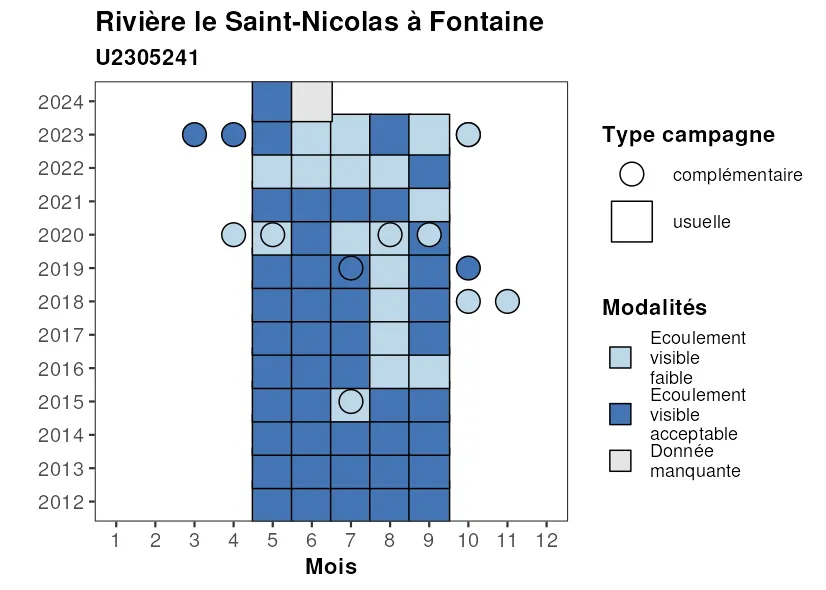 Rivière le Saint-Nicolas à Fontaine
U2305241
2024
2023
2022
2021
2020
2019
2018
2017
2016
2015
2014
2013
2012
1 2 3 4 5 6 7 8 9 10 11 12
Mois
Type campagne
complémentaire
usuelle
Modalités
Ecoulement
visible
faible
Ecoulement
visible
acceptable
Donnée
manquante